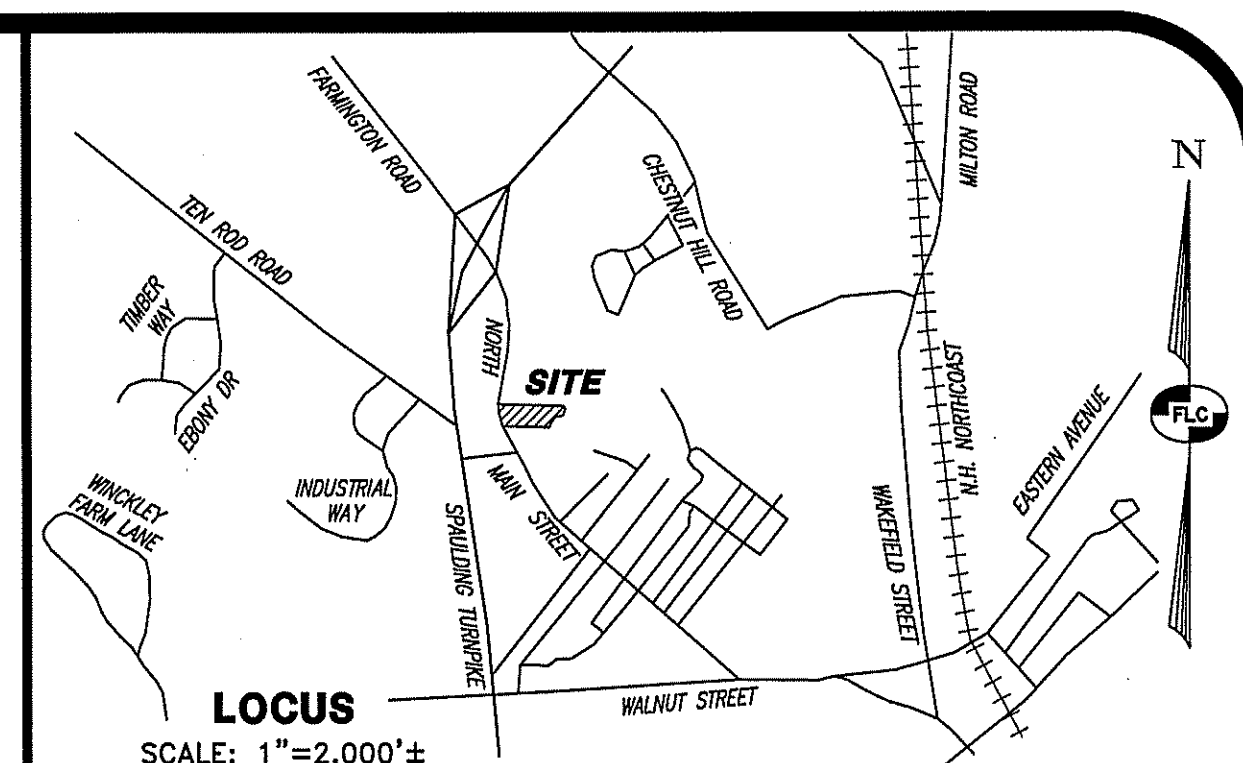 FARMINGTON ROAD
MILTON ROAD
N
CHESTNUT HILL ROAD
TEN ROD ROAD
TIMBER
WAY
NORTH
SITE
N.H. NORTHCOAST
EBONY DR
EASTERN AVENUE
FLC
MAIN
STREET
INDUSTRIAL
WAY
WINCKLEY
FARM LANE
SPAULDING TURNPIKE
WAKEFIELD STREET
WALNUT STREET
LOCUS
SCALE: 1"=2,000'±